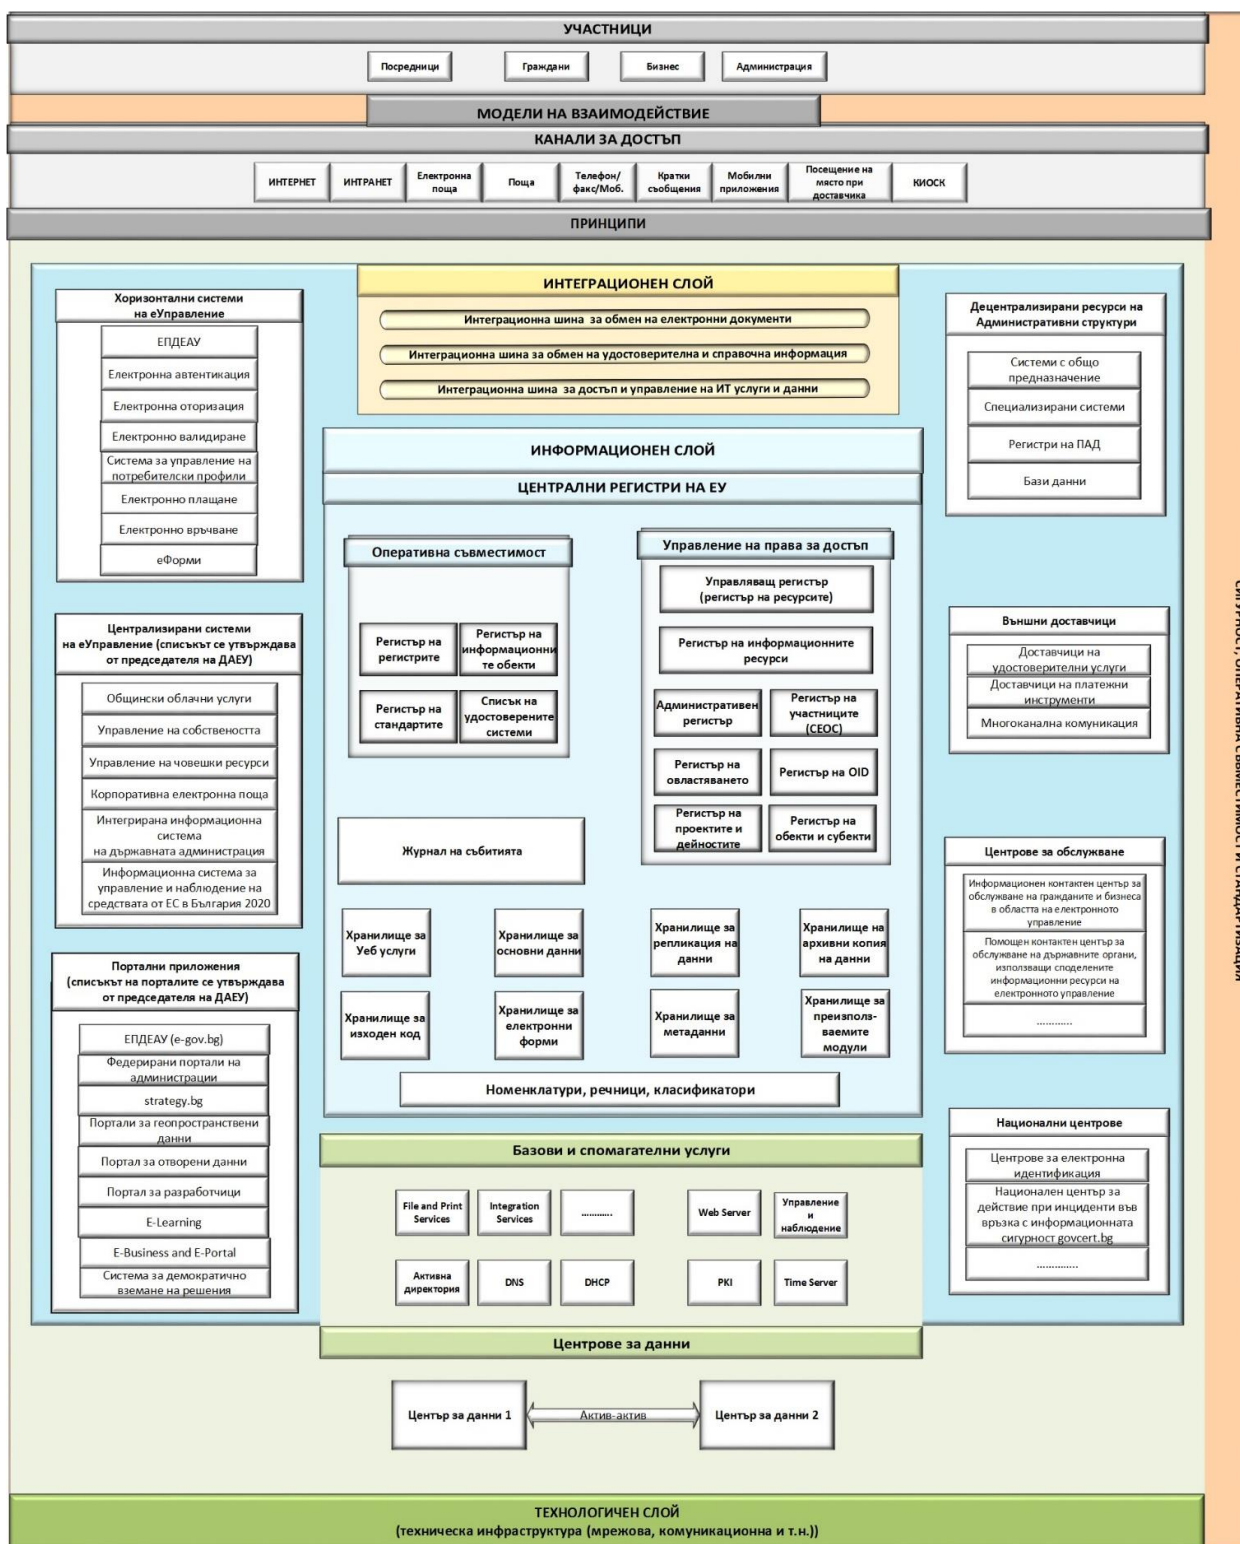 УЧАСТНИЦИ
Посредници
Граждани
Бизнес
Администрация
МОДЕЛИ НА ВЗАИМОДЕЙСТВИЕ
КАНАЛИ ЗА ДОСТЪП
ИНТЕРНЕТ
ИНТРАНЕТ
Електронна
поща
Поща
Телефон/
факс/Моб.
Кратки
съобщения
Мобилни
приложения
Посещение на
място при
доставчика
КИОСК
ПРИНЦИПИ
Хоризонтални системи
на еУправление
ЕПДЕАУ
Електронна автентикация
Електронна оторизация
Електронно валидиране
Система за управление на
потребителски профили
Електронно плащане
Електронно връчване
еФорми
Централизирани системи
на еУправление (списъкът се утвърждава
от председателя на ДАЕУ)
Общински облачни услуги
Управление на собствеността
Управление на човешки ресурси
Корпоративна електронна поща
Интегрирана информационна
система
на държавната администрация
Информационна система за
управление и наблюдение на
средствата от ЕС в България 2020
Портални приложения
(списъкът на порталите се утвърждава
от председателя на ДАЕУ)
ЕПДЕАУ (e-gov.bg)
Федерирани портали на
администрации
strategy.bg
Портали за геопространствени
данни
Портал за отворени данни
Портал за разработчици
E-Learning
E-Business and E-Portal
Система за демократично
вземане на решения
ИНТЕГРАЦИОНЕН СЛОЙ
Интеграционна шина за обмен на електронни документи
Интеграционна шина за обмен на удостоверителна и справочна информация
Интеграционна шина за достъп и управление на ИТ услуги и данни
ИНФОРМАЦИОНЕН СЛОЙ
ЦЕНТРАЛНИ РЕГИСТРИ НА ЕУ
Оперативна съвместимост
Регистър на
регистрите
Регистър на
информационни
те обекти
Регистър на
стандартите
Списък на
удостоверените
системи
Управление на права за достъп
Управляващ регистър
(регистър на ресурсите)
Регистър на информационните
ресурси
Административен
регистър
Регистър на
участниците
(СЕОС)
Регистър на
овластяването
Регистър на OID
Регистър на
проектите и
дейностите
Регистър на
обекти и субекти
Журнал на събитията
Хранилище за
Уеб услуги
Хранилище за
основни данни
Хранилище за
репликация на
данни
Хранилище на
архивни копия
на данни
Хранилище за
изходен код
Хранилище за
електронни
форми
Хранилище за
метаданни
Хранилище за
преизполз-
ваемите
модули
Номенклатури, речници, класификатори
Базови и спомагателни услуги
File and Print
Services
Integration
Services
............
Web Server
Управление
и
наблюдение
Активна
директория
DNS
DHCP
PKI
Time Server
Центрове за данни
Център за данни 1
Актив-актив
Център за данни 2
Децентрализирани ресурси на
Административни структури
Системи с общо
предназначение
Специализирани системи
Регистри на ПАД
Бази данни
Външни доставчици
Доставчици на
удостоверителни услуги
Доставчици на платежни
инструменти
Многоканална комуникация
Центрове за обслужване
Информационен контактен център за
обслужване на гражданите и бизнеса
в областта на електронното
управление
Помощен контактен център за
обслужване на държавните органи,
използващи споделените
информационни ресурси на
електронното управление
............
Национални центрове
Центрове за електронна
идентификация
Национален център за
действие при инциденти във
връзка с информационната
сигурност govcert.bg
..............
ТЕХНОЛОГИЧЕН СЛОЙ
(техническа инфраструктура (мрежова, комуникационна и т.н.))